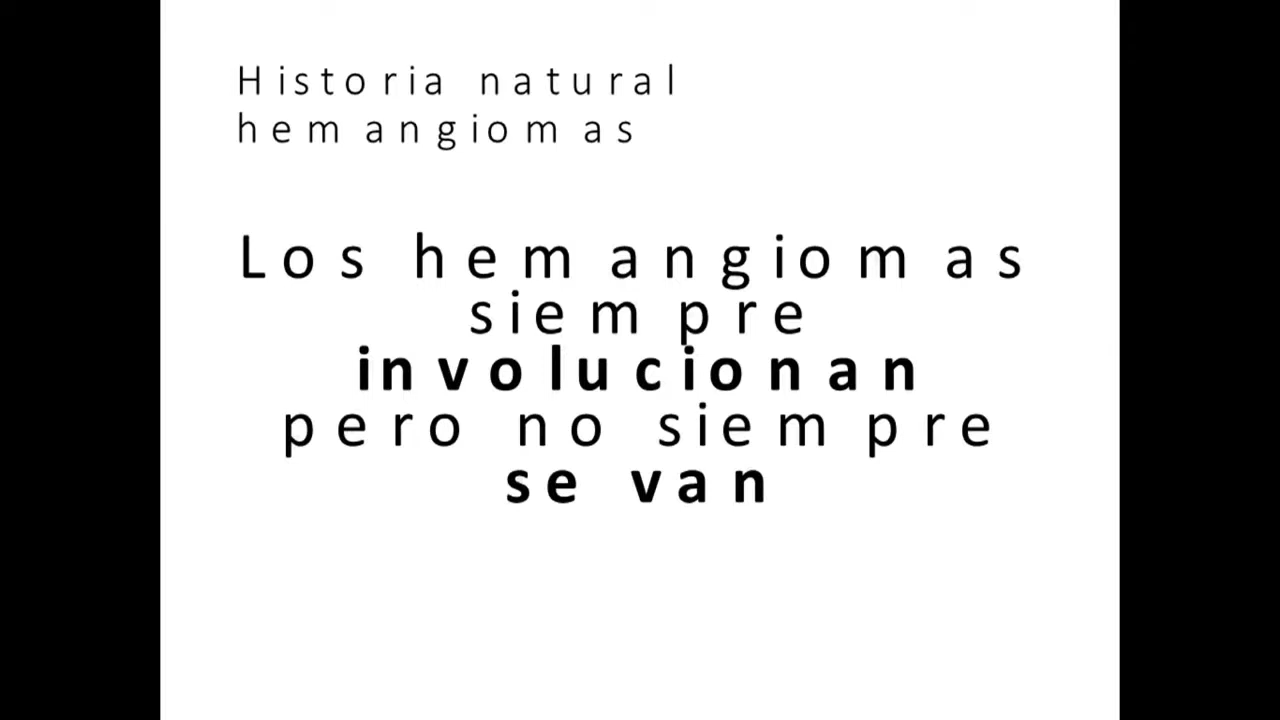 Historia natural
hemangiomas
Los hemangiomas
siempre
involucionan
pero no siempre
se van